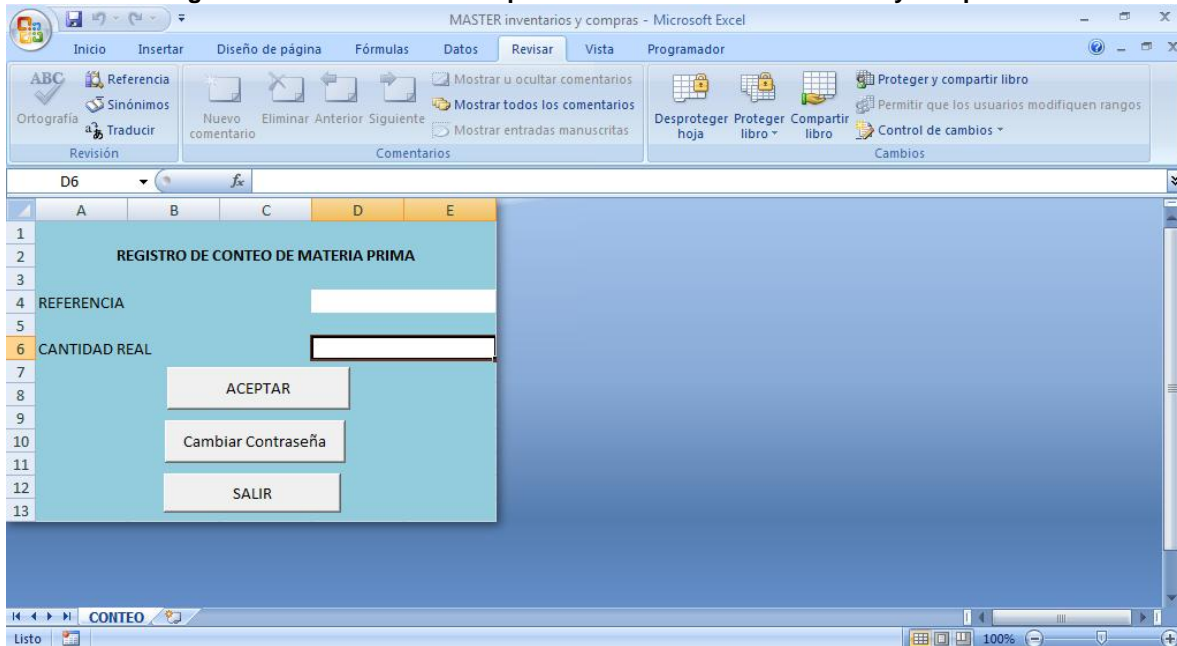 MASTER inventarios y compras - Microsoft Excel
Inicio Insertar Diseño de página Fórmulas Datos Revisar Vista Programador
ABC
Ortografía
Referencia
Sinónimos
Traducir
Revisión
Nuevo comentario
Eliminar
Anterior
Siguiente
Mostrar u ocultar comentarios
Mostrar todos los comentarios
Mostrar entradas manuscritas
Comentarios
Desproteger hoja
Proteger libro
Compartir libro
Proteger y compartir libro
Permitir que los usuarios modifiquen rangos
Control de cambios
Cambios
D6 fx
A B C D E
1
2 REGISTRO DE CONTEO DE MATERIA PRIMA
3
4 REFERENCIA
5
6 CANTIDAD REAL
7
8 ACEPTAR
9
10 Cambiar Contraseña
11
12 SALIR
13
CONTEO
Listo 100%